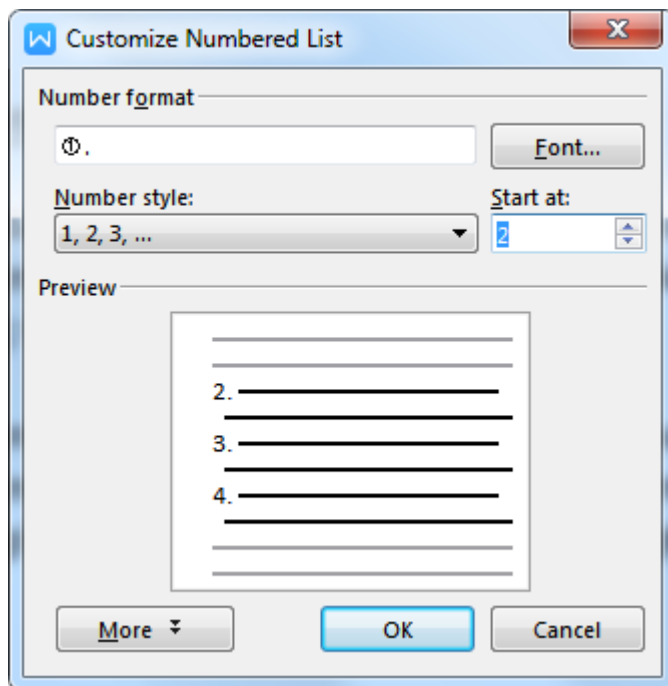 Customize Numbered List
Number format
①.
Font...
Number style:
Start at:
1, 2, 3, ...
2
Preview
2.
3.
4.
More
OK
Cancel